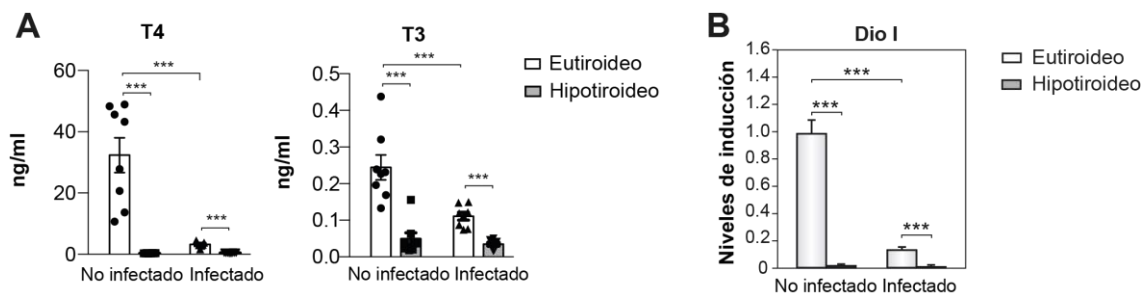 A
T4
ng/ml
60
40
20
0
***
***
***
No infectado
Infectado
T3
ng/ml
0.5
0.4
0.3
0.2
0.1
0.0
***
***
***
No infectado
Infectado
Eutiroideo
Hipotiroideo
B
Dio I
Niveles de inducción
1.6
1.4
1.2
1.0
0.8
0.6
0.4
0.2
0
***
***
***
No infectado
Infectado
Eutiroideo
Hipotiroideo